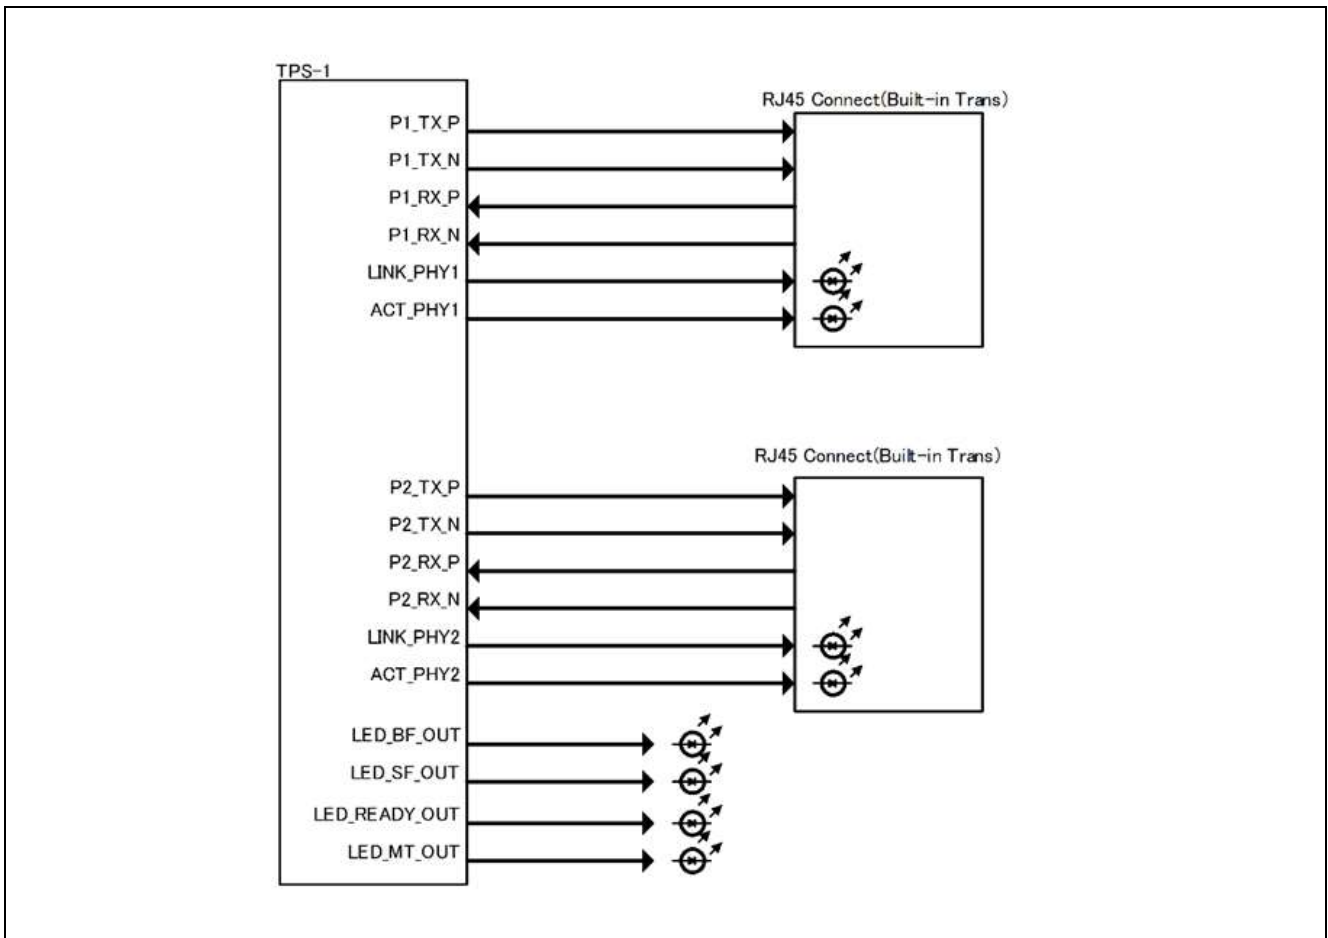 TPS-1
P1_TX_P
P1_TX_N
P1_RX_P
P1_RX_N
LINK_PHY1
ACT_PHY1
RJ45 Connect(Built-in Trans)
P2_TX_P
P2_TX_N
P2_RX_P
P2_RX_N
LINK_PHY2
ACT_PHY2
RJ45 Connect(Built-in Trans)
LED_BF_OUT
LED_SF_OUT
LED_READY_OUT
LED_MT_OUT